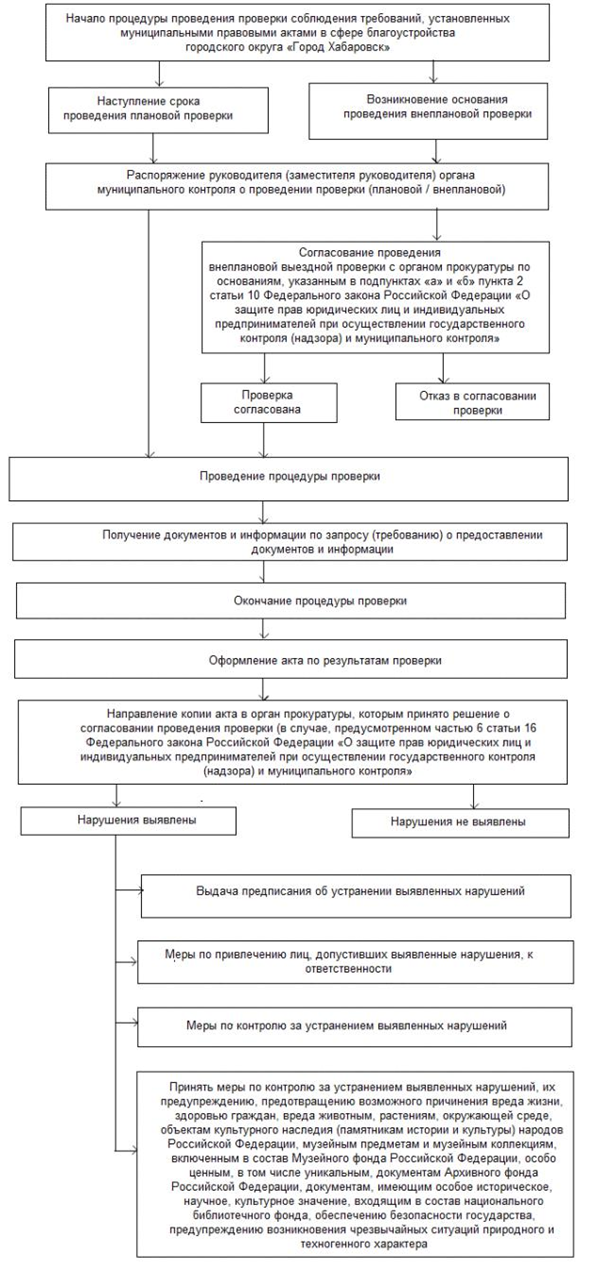 Начало процедуры проведения проверки соблюдения требований, установленных
муниципальными правовыми актами в сфере благоустройства
городского округа «Город Хабаровск»
Наступление срока
проведения плановой проверки
Возникновение основания
проведения внеплановой проверки
Распоряжение руководителя (заместителя руководителя) органа
муниципального контроля о проведении проверки (плановой / внеплановой)
Согласование проведения
внеплановой выездной проверки с органом прокуратуры по
основаниям, указанным в подпунктах «а» и «б» пункта 2
статьи 10 Федерального закона Российской Федерации «О
защите прав юридических лиц и индивидуальных
предпринимателей при осуществлении государственного
контроля (надзора) и муниципального контроля»
Проверка
согласована
Отказ в согласовании
проверки
Проведение процедуры проверки
Получение документов и информации по запросу (требованию) о предоставлении
документов и информации
Окончание процедуры проверки
Оформление акта по результатам проверки
Направление копии акта в орган прокуратуры, которым принято решение о
согласовании проведения проверки (в случае, предусмотренном частью 6 статьи 16
Федерального закона Российской Федерации «О защите прав юридических лиц и
индивидуальных предпринимателей при осуществлении государственного контроля
(надзора) и муниципального контроля»
Нарушения выявлены
Нарушения не выявлены
Выдача предписания об устранении выявленных нарушений
Меры по привлечению лиц, допустивших выявленные нарушения, к
ответственности
Меры по контролю за устранением выявленных нарушений
Принять меры по контролю за устранением выявленных нарушений, их
предупреждению, предотвращению возможного причинения вреда жизни,
здоровью граждан, вреда животным, растениям, окружающей среде,
объектам культурного наследия (памятникам истории и культуры) народов
Российской Федерации, музейным предметам и музейным коллекциям,
включенным в состав Музейного фонда Российской Федерации, особо
ценным, в том числе уникальным, документам Архивного фонда
Российской Федерации, документам, имеющим особое историческое,
научное, культурное значение, входящим в состав национального
библиотечного фонда, обеспечению безопасности государства,
предупреждению возникновения чрезвычайных ситуаций природного и
техногенного характера